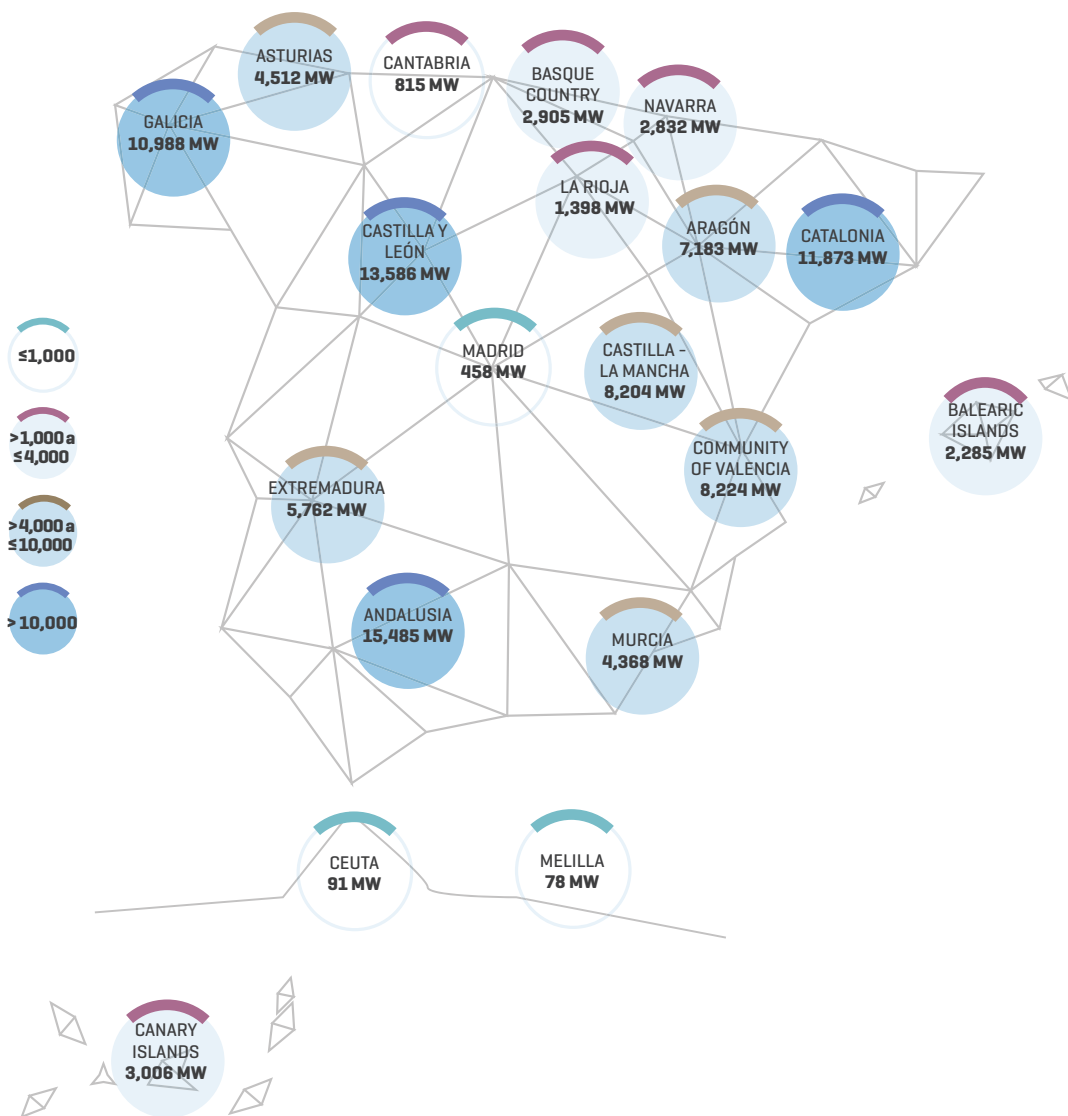 ASTURIAS
4,512 MW
CANTABRIA
815 MW
BASQUE
COUNTRY
2,905 MW
NAVARRA
2,832 MW
GALICIA
10,988 MW
LA RIOJA
1,398 MW
CASTILLA Y
LEÓN
13,586 MW
ARAGÓN
7,183 MW
CATALONIA
11,873 MW
≤1,000
MADRID
458 MW
CASTILLA -
LA MANCHA
8,204 MW
>1,000 a
≤4,000
BALEARIC
ISLANDS
2,285 MW
COMMUNITY
OF VALENCIA
8,224 MW
EXTREMADURA
5,762 MW
>4,000 a
≤10,000
> 10,000
ANDALUSIA
15,485 MW
MURCIA
4,368 MW
CEUTA
91 MW
MELILLA
78 MW
CANARY
ISLANDS
3,006 MW